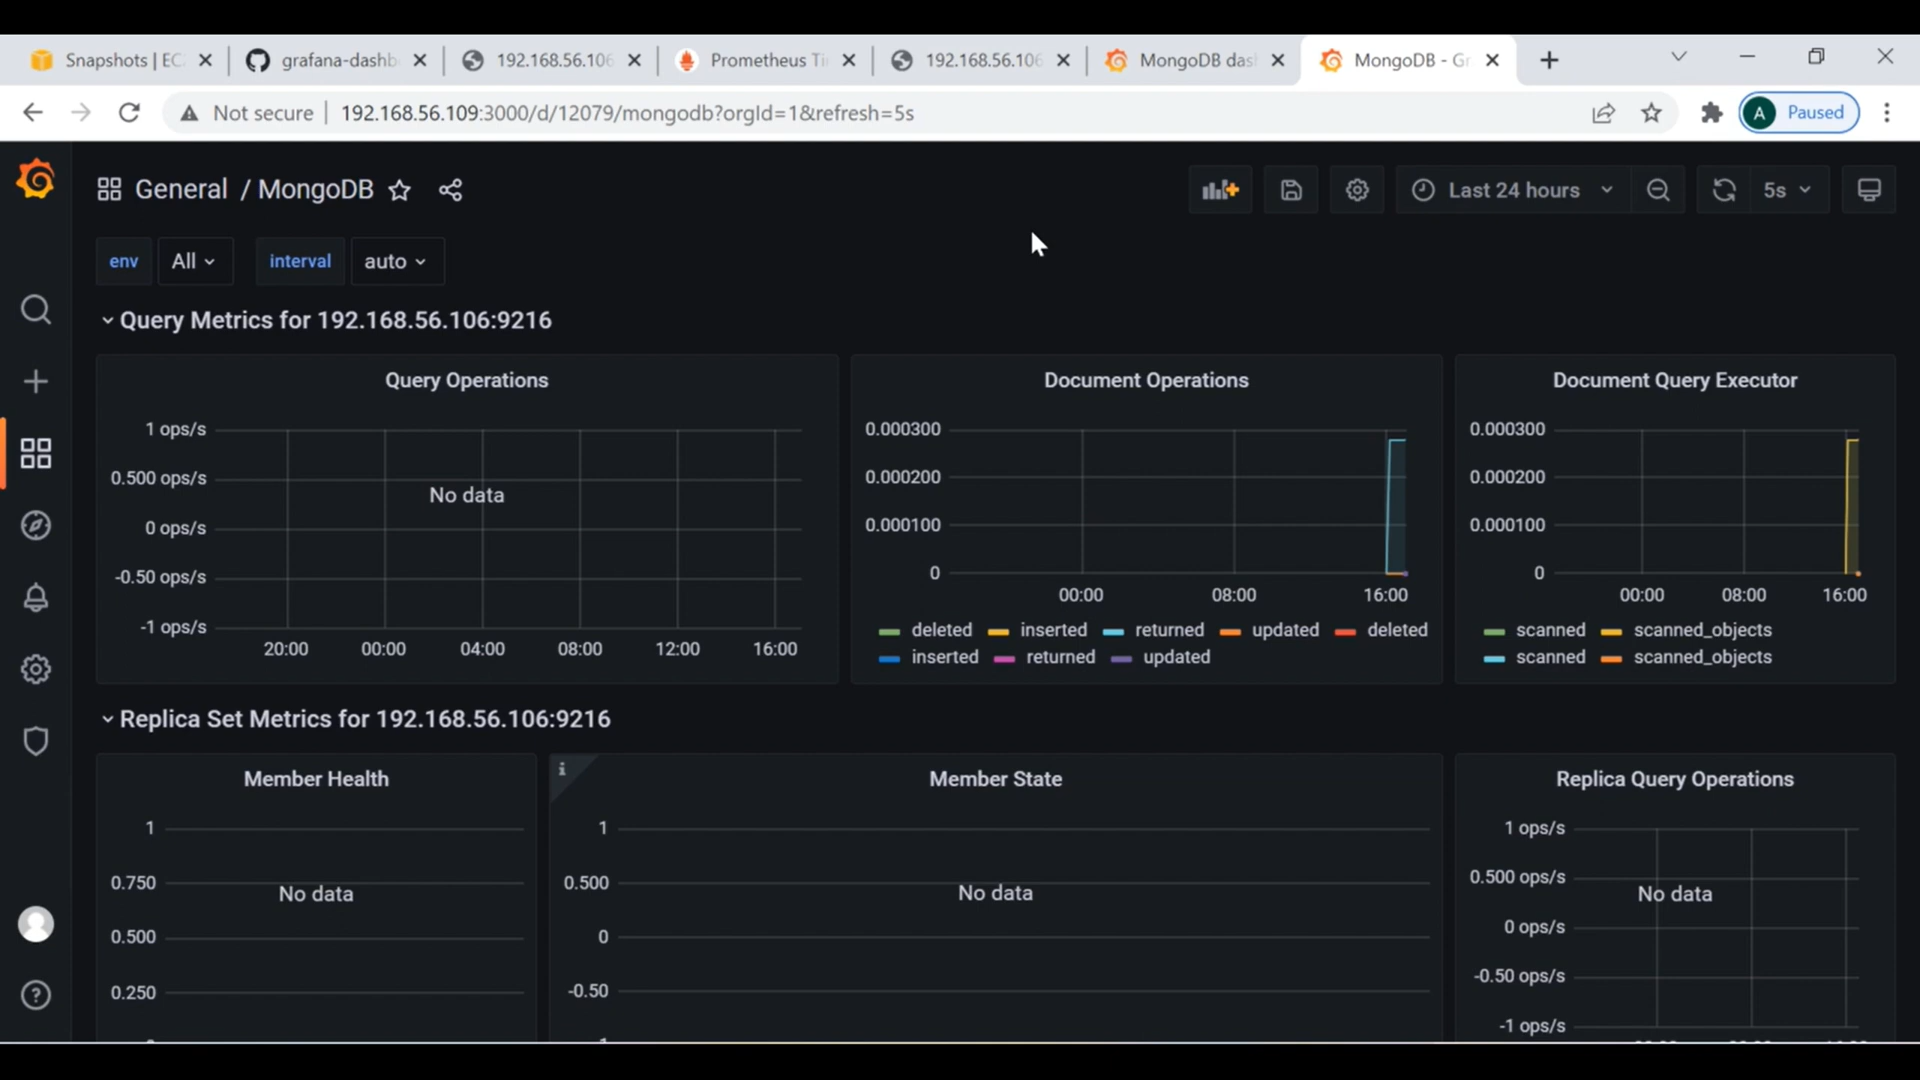 Snapshots | EC
grafana-dashb
192.168.56.106
Prometheus Ti
192.168.56.106
MongoDB das
MongoDB - Gr
Not secure
192.168.56.109:3000/d/12079/mongodb?orgId=1&refresh=5s
A
Paused
General / MongoDB
Last 24 hours
5s
env
All
interval
auto
Query Metrics for 192.168.56.106:9216
Query Operations
1 ops/s
0.500 ops/s
0 ops/s
-0.50 ops/s
-1 ops/s
No data
20:00 00:00 04:00 08:00 12:00 16:00
Document Operations
0.000300
0.000200
0.000100
0
00:00 08:00 16:00
deleted inserted returned updated deleted
inserted returned updated
Document Query Executor
0.000300
0.000200
0.000100
0
00:00 08:00 16:00
scanned scanned_objects
scanned scanned_objects
Replica Set Metrics for 192.168.56.106:9216
Member Health
1
0.750
0.500
0.250
No data
i
Member State
1
0.500
0
-0.50
No data
Replica Query Operations
1 ops/s
0.500 ops/s
0 ops/s
-0.50 ops/s
-1 ops/s
No data